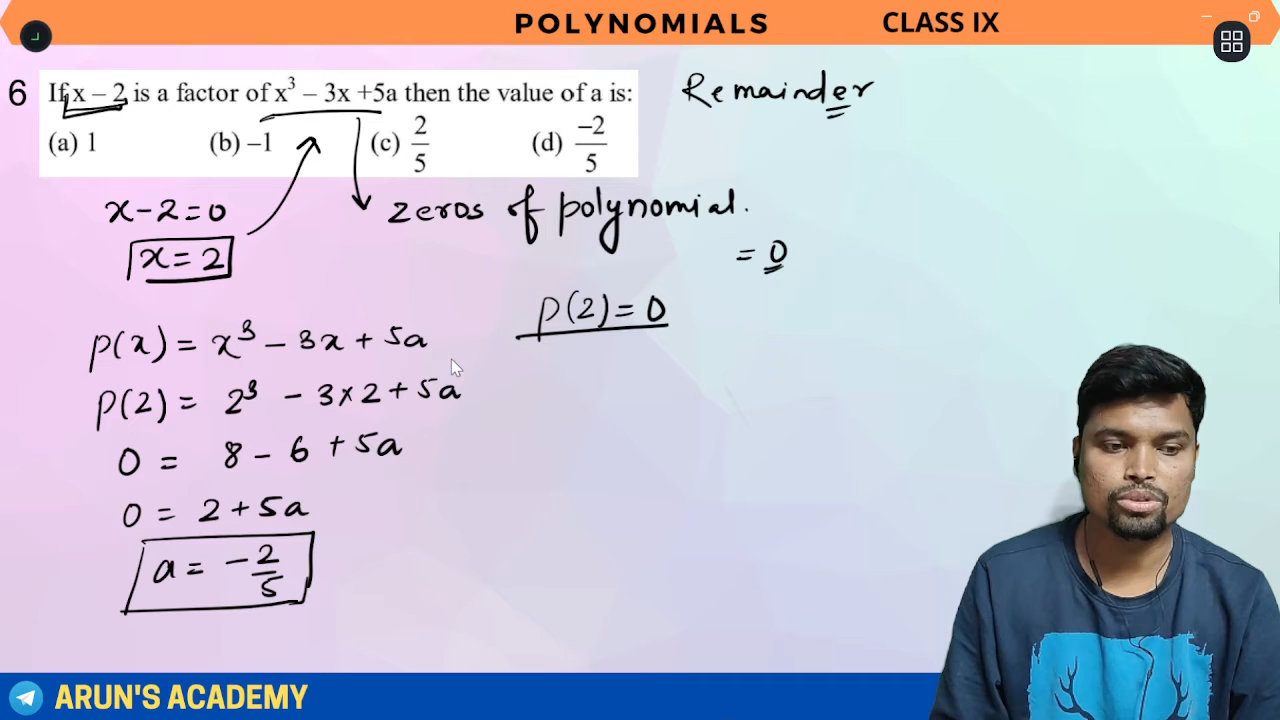 POLYNOMIALS CLASS IX
6 If x – 2 is a factor of x³ – 3x +5a then the value of a is:
(a) 1 (b) –1 (c) 2/5 (d) –2/5
Remainder
x-2=0
x=2
zeros of polynomial.
= 0
p(2)=0
p(x) = x³ - 3x + 5a
p(2) = 2³ - 3×2 + 5a
0 = 8 - 6 + 5a
0 = 2+5a
a = -2/5
ARUN'S ACADEMY